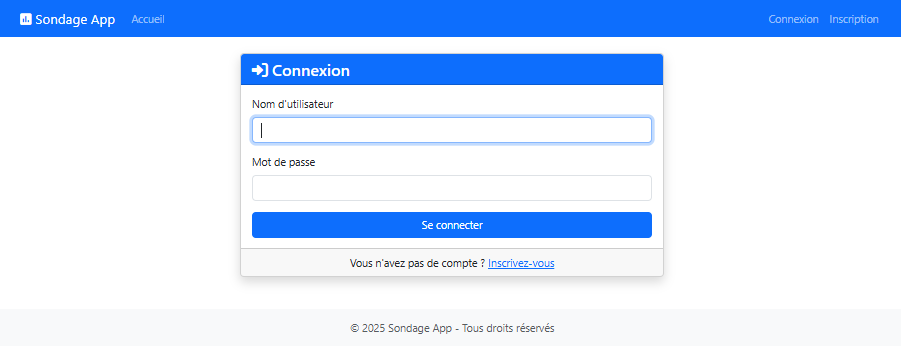 Sondage App Accueil Connexion Inscription
Connexion
Nom d'utilisateur
Mot de passe
Se connecter
Vous n'avez pas de compte ? Inscrivez-vous
© 2025 Sondage App - Tous droits réservés